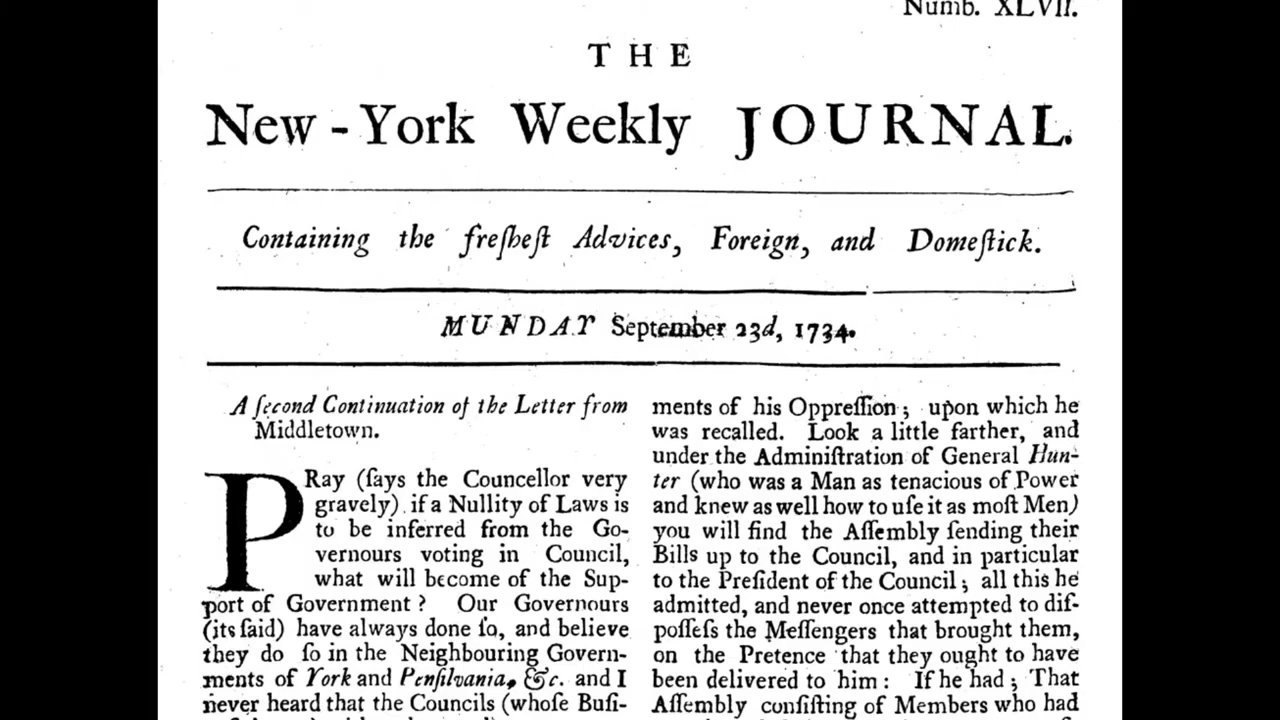 Numb. XLVII.
THE
New-York Weekly JOURNAL.
Containing the freſheſt Advices, Foreign, and Domeſtick.
MUNDAY September 23d, 1734.
A ſecond Continuation of the Letter from
Middletown.
PRay (ſays the Councellor very
gravely) if a Nullity of Laws is
to be inferred from the Go-
vernours voting in Council,
what will become of the Sup-
port of Government? Our Governours
(its ſaid) have always done ſo, and believe
they do ſo in the Neighbouring Govern-
ments of York and Penſilvania, &c. and I
never heard that the Councils (whoſe Buſi-
ments of his Oppreſſion; upon which he
was recalled. Look a little farther, and
under the Adminiſtration of General Hun-
ter (who was a Man as tenacious of Power
and knew as well how to uſe it as moſt Men)
you will find the Aſſembly ſending their
Bills up to the Council, and in particular
to the Preſident of the Council; all this he
admitted, and never once attempted to diſ-
poſſeſs the Meſſengers that brought them,
on the Pretence that they ought to have
been delivered to him: If he had; That
Aſſembly conſiſting of Members who had